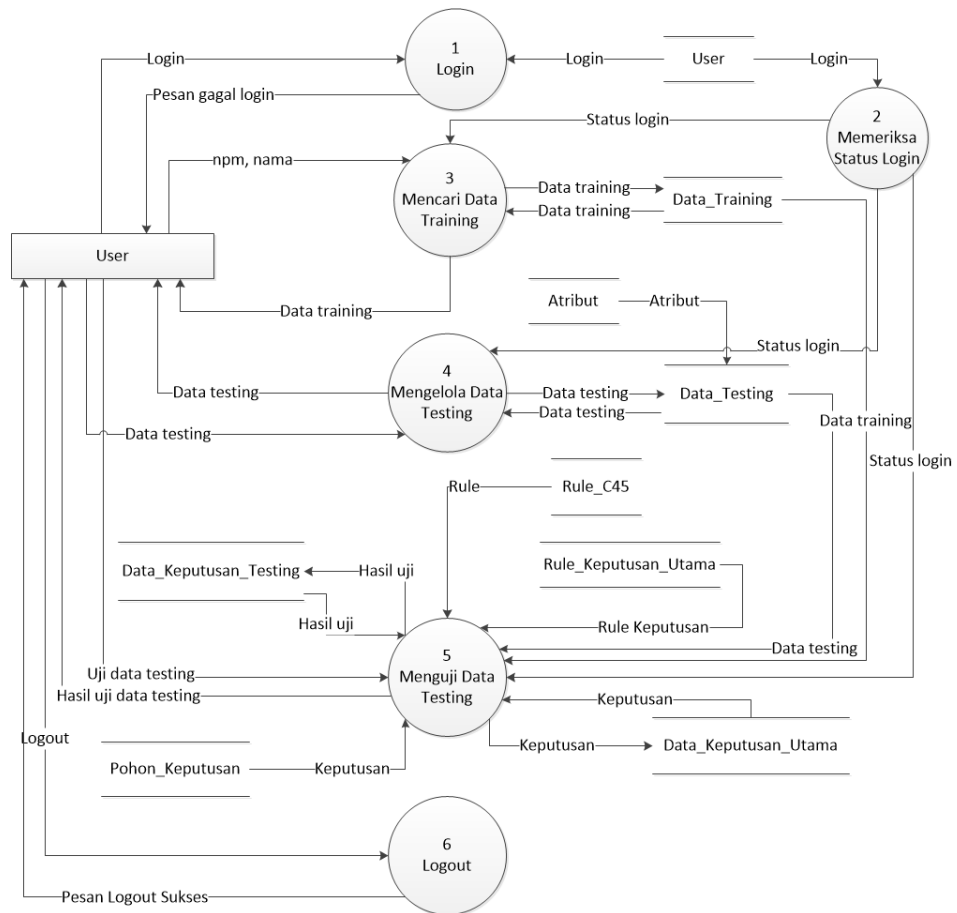 1
Login
Login
Login
User
Login
Pesan gagal login
2
Memeriksa
Status Login
Status login
npm, nama
3
Mencari Data
Training
Data training
Data training
Data_Training
User
Data training
Atribut
Atribut
Status login
4
Mengelola Data
Testing
Data testing
Data testing
Data testing
Data_Testing
Data training
Data testing
Status login
Rule
Rule_C45
Data_Keputusan_Testing
Hasil uji
Rule_Keputusan_Utama
Hasil uji
Rule Keputusan
Data testing
5
Menguji Data
Testing
Uji data testing
Hasil uji data testing
Keputusan
Logout
Pohon_Keputusan
Keputusan
Keputusan
Data_Keputusan_Utama
6
Logout
Pesan Logout Sukses